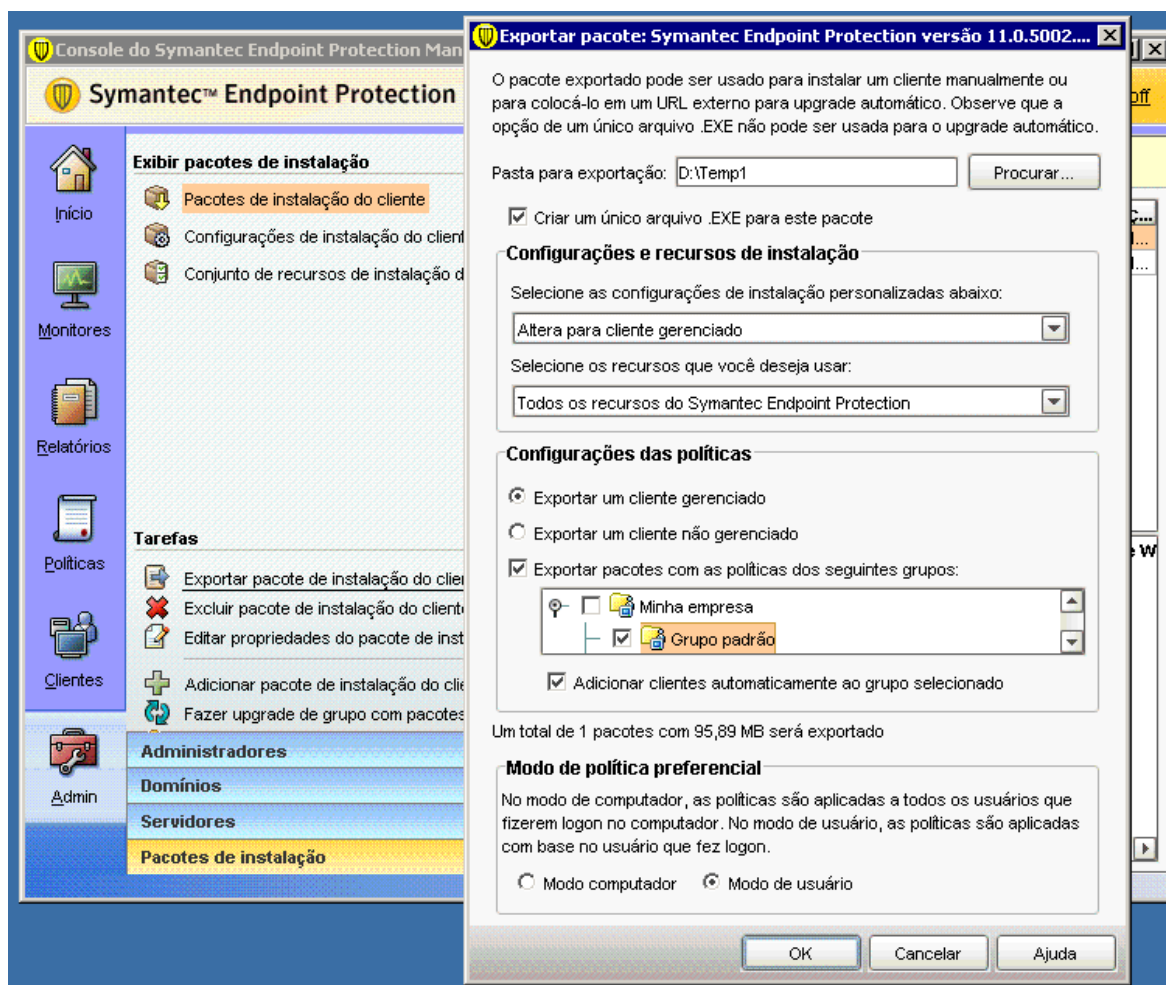 Console do Symantec Endpoint Protection Man
Symantec™ Endpoint Protection
off
Início
Monitores
Relatórios
Políticas
Clientes
Admin
Exibir pacotes de instalação
Pacotes de instalação do cliente
Configurações de instalação do client
Conjunto de recursos de instalação d
Tarefas
Exportar pacote de instalação do clie
Excluir pacote de instalação do client
Editar propriedades do pacote de inst
Adicionar pacote de instalação do clie
Fazer upgrade de grupo com pacotes
Administradores
Domínios
Servidores
Pacotes de instalação
Exportar pacote: Symantec Endpoint Protection versão 11.0.5002....
O pacote exportado pode ser usado para instalar um cliente manualmente ou
para colocá-lo em um URL externo para upgrade automático. Observe que a
opção de um único arquivo .EXE não pode ser usada para o upgrade automático.
Pasta para exportação: D:\Temp1 Procurar...
Criar um único arquivo .EXE para este pacote
Configurações e recursos de instalação
Selecione as configurações de instalação personalizadas abaixo:
Altera para cliente gerenciado
Selecione os recursos que você deseja usar:
Todos os recursos do Symantec Endpoint Protection
Configurações das políticas
Exportar um cliente gerenciado
Exportar um cliente não gerenciado
Exportar pacotes com as políticas dos seguintes grupos:
Minha empresa
Grupo padrão
Adicionar clientes automaticamente ao grupo selecionado
Um total de 1 pacotes com 95,89 MB será exportado
Modo de política preferencial
No modo de computador, as políticas são aplicadas a todos os usuários que
fizerem logon no computador. No modo de usuário, as políticas são aplicadas
com base no usuário que fez logon.
Modo computador Modo de usuário
OK Cancelar Ajuda